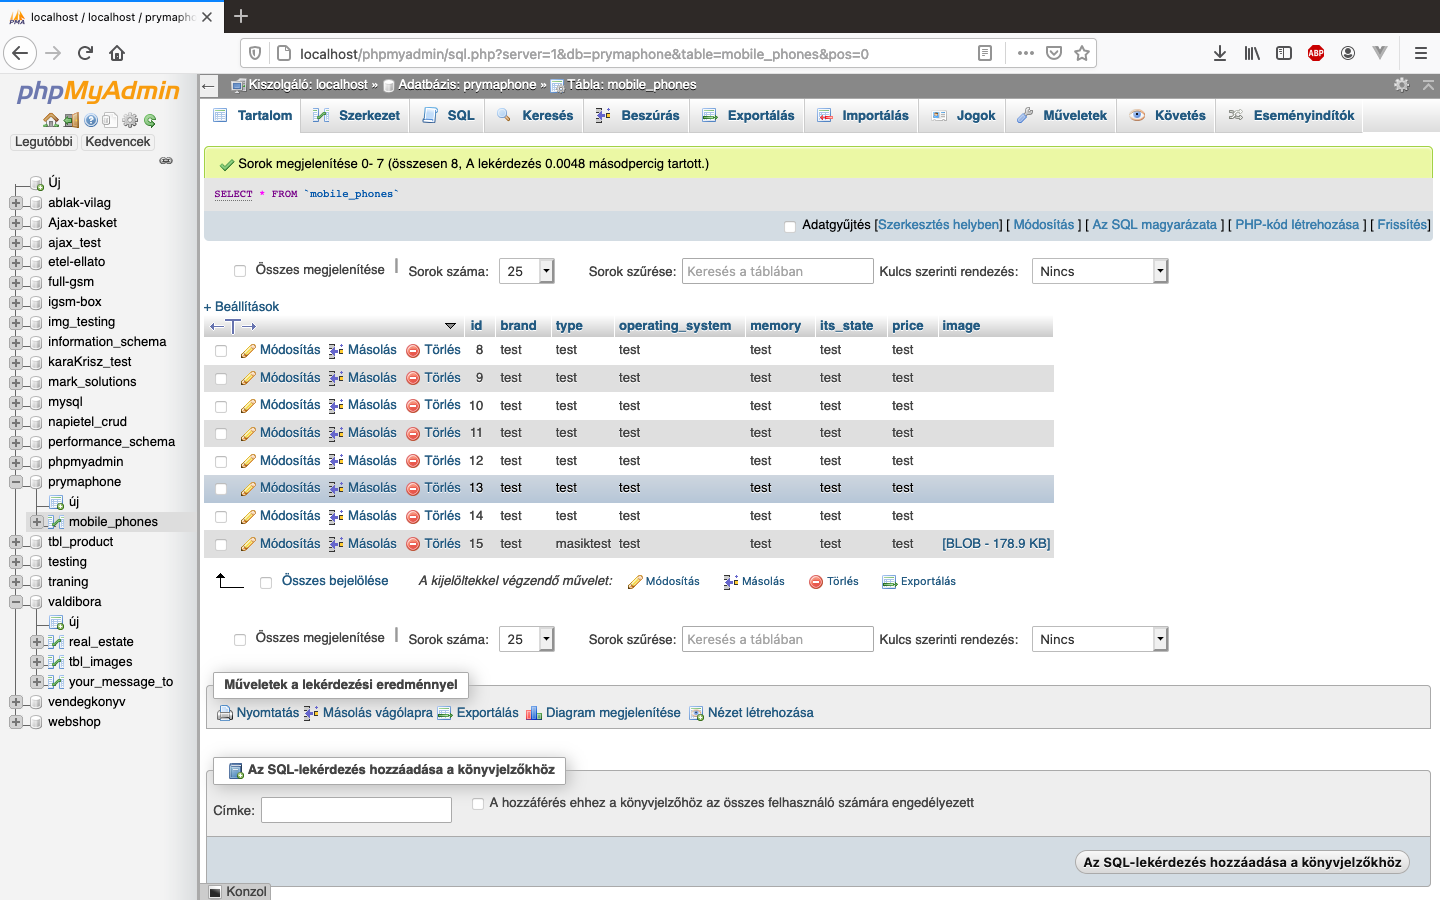 localhost / localhost / prymapho
localhost/phpmyadmin/sql.php?server=1&db=prymaphone&table=mobile_phones&pos=0
ABP
phpMyAdmin
Legutóbbi Kedvencek
Új
ablak-vilag
Ajax-basket
ajax_test
etel-ellato
full-gsm
igsm-box
img_testing
information_schema
karaKrisz_test
mark_solutions
mysql
napietel_crud
performance_schema
phpmyadmin
prymaphone
új
mobile_phones
tbl_product
testing
traning
valdibora
új
real_estate
tbl_images
your_message_to
vendegkonyv
webshop
Kiszolgáló: localhost » Adatbázis: prymaphone » Tábla: mobile_phones
Tartalom Szerkezet SQL Keresés Beszúrás Exportálás Importálás Jogok Műveletek Követés Eseményindítók
Sorok megjelenítése 0- 7 (összesen 8, A lekérdezés 0.0048 másodpercig tartott.)
SELECT * FROM `mobile_phones`
Adatgyűjtés [Szerkesztés helyben] [ Módosítás ] [ Az SQL magyarázata ] [ PHP-kód létrehozása ] [ Frissítés]
Összes megjelenítése | Sorok száma: 25 Sorok szűrése: Keresés a táblában Kulcs szerinti rendezés: Nincs
+ Beállítások
id brand type operating_system memory its_state price image
Módosítás Másolás Törlés 8 test test test test test test
Módosítás Másolás Törlés 9 test test test test test test
Módosítás Másolás Törlés 10 test test test test test test
Módosítás Másolás Törlés 11 test test test test test test
Módosítás Másolás Törlés 12 test test test test test test
Módosítás Másolás Törlés 13 test test test test test test
Módosítás Másolás Törlés 14 test test test test test test
Módosítás Másolás Törlés 15 test masiktest test test test test [BLOB - 178.9 KB]
Összes bejelölése A kijelöltekkel végzendő művelet: Módosítás Másolás Törlés Exportálás
Összes megjelenítése | Sorok száma: 25 Sorok szűrése: Keresés a táblában Kulcs szerinti rendezés: Nincs
Műveletek a lekérdezési eredménnyel
Nyomtatás Másolás vágólapra Exportálás Diagram megjelenítése Nézet létrehozása
Az SQL-lekérdezés hozzáadása a könyvjelzőkhöz
Címke: A hozzáférés ehhez a könyvjelzőhöz az összes felhasználó számára engedélyezett
Az SQL-lekérdezés hozzáadása a könyvjelzőkhöz
Konzol